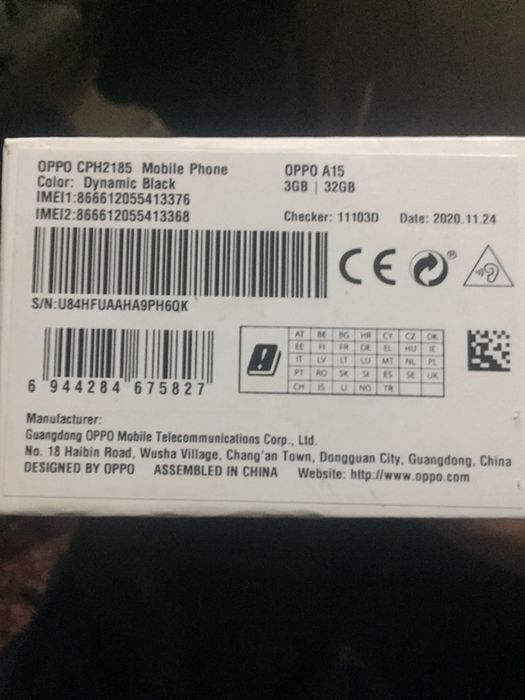 OPPO CPH2185 Mobile Phone
OPPO A15
Color: Dynamic Black
3GB | 32GB
IMEI1:866612055413376
IMEI2:866612055413368
Checker: 11103D Date: 2020.11.24
CE
®
S/N:U84HFUAAHA9PH6QK
AT BE BG HR CY CZ DK
EE FI FR DE EL HU IE
IT LV LT LU MT NL PL
PT RO SK SI ES SE UK
CH IS LI NO TR
6 944284 675827
Manufacturer:
Guangdong OPPO Mobile Telecommunications Corp., Ltd.
No. 18 Haibin Road, Wusha Village, Chang'an Town, Dongguan City, Guangdong, China
DESIGNED BY OPPO ASSEMBLED IN CHINA Website: http://www.oppo.com